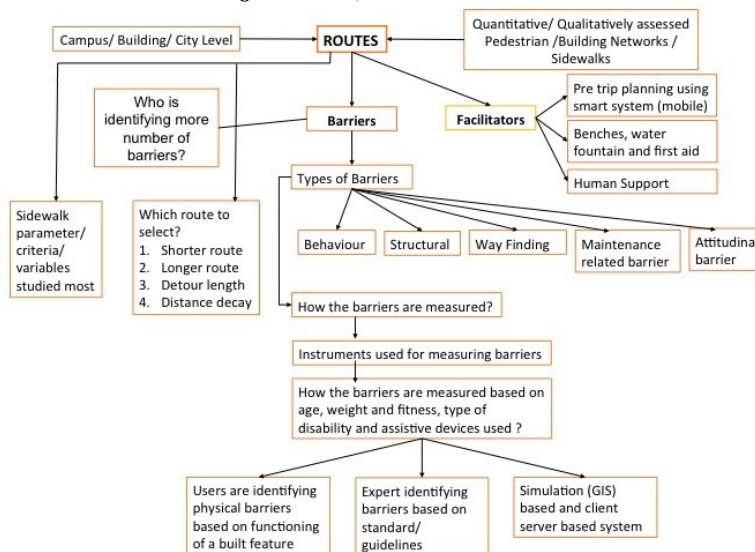 Campus/ Building/ City Level
ROUTES
Quantitative/ Qualitatively assessed
Pedestrian /Building Networks /
Sidewalks
Who is
identifying more
number of
barriers?
Barriers
Facilitators
Pre trip planning using
smart system (mobile)
Benches, water
fountain and first aid
Human Support
Types of Barriers
Sidewalk
parameter/
criteria/
variables
studied most
Which route to
select?
1. Shorter route
2. Longer route
3. Detour length
4. Distance decay
Behaviour
Structural
Way Finding
Maintenance
related barrier
Attitudina
barrier
How the barriers are measured?
Instruments used for measuring barriers
How the barriers are measured based on
age, weight and fitness, type of
disability and assistive devices used ?
Users are identifying
physical barriers
based on functioning
of a built feature
Expert identifying
barriers based on
standard/
guidelines
Simulation (GIS)
based and client
server based system